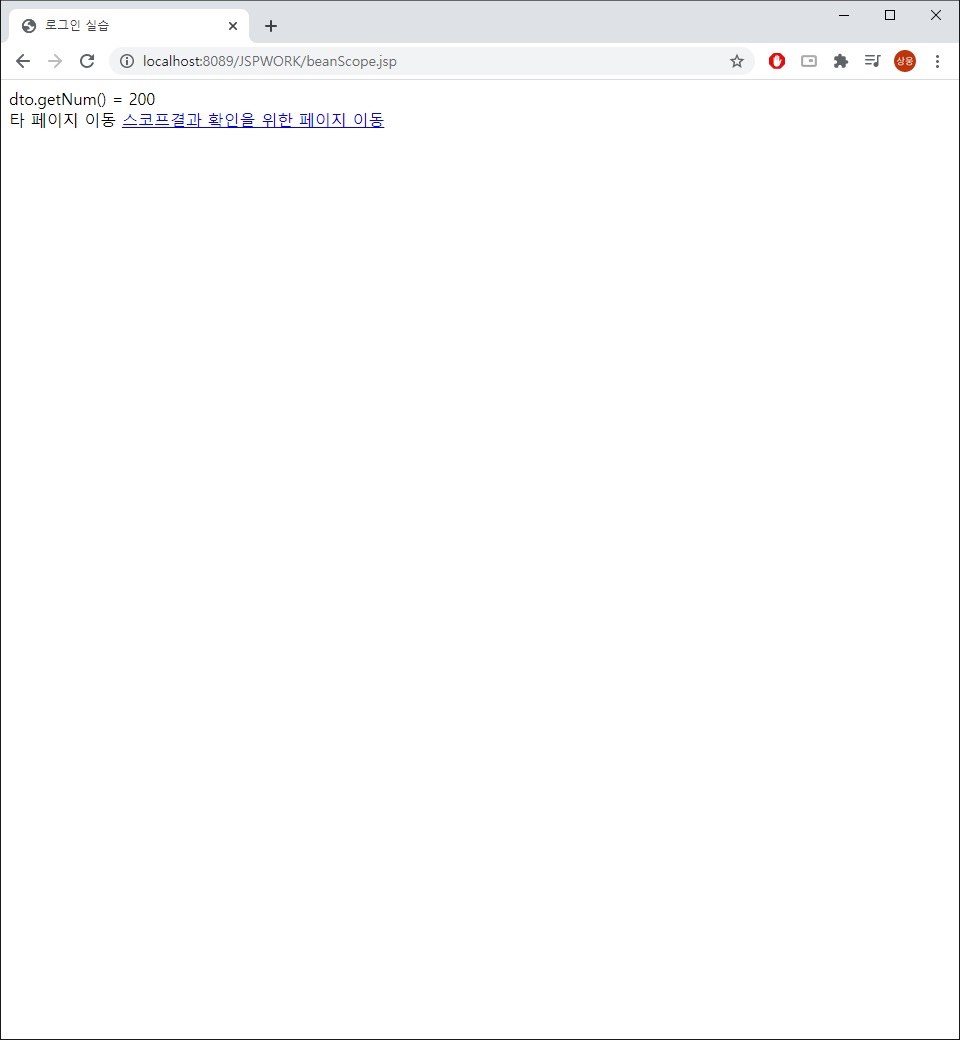 로그인 실습
localhost:8089/JSPWORK/beanScope.jsp
상웅
dto.getNum() = 200
타 페이지 이동 스코프결과 확인을 위한 페이지 이동